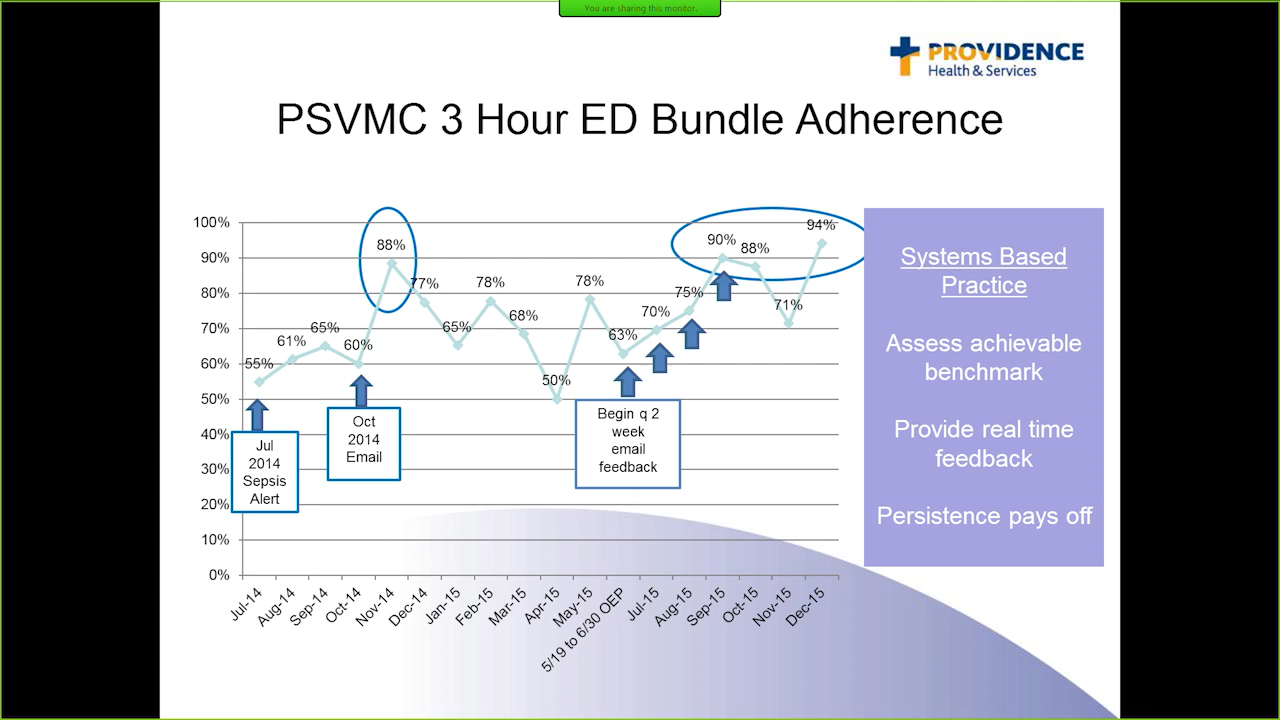 You are sharing this monitor.
PROVIDENCE
Health & Services
PSVMC 3 Hour ED Bundle Adherence
100%
90%
80%
70%
60%
50%
40%
30%
20%
10%
0%
55%
61%
65%
60%
88%
77%
65%
78%
68%
50%
78%
63%
70%
75%
90%
88%
71%
94%
Jul
2014
Sepsis
Alert
Oct
2014
Email
Begin q 2
week
email
feedback
Jul-14
Aug-14
Sep-14
Oct-14
Nov-14
Dec-14
Jan-15
Feb-15
Mar-15
Apr-15
May-15
5/19 to 6/30 OEP
Jul-15
Aug-15
Sep-15
Oct-15
Nov-15
Dec-15
Systems Based
Practice
Assess achievable
benchmark
Provide real time
feedback
Persistence pays off